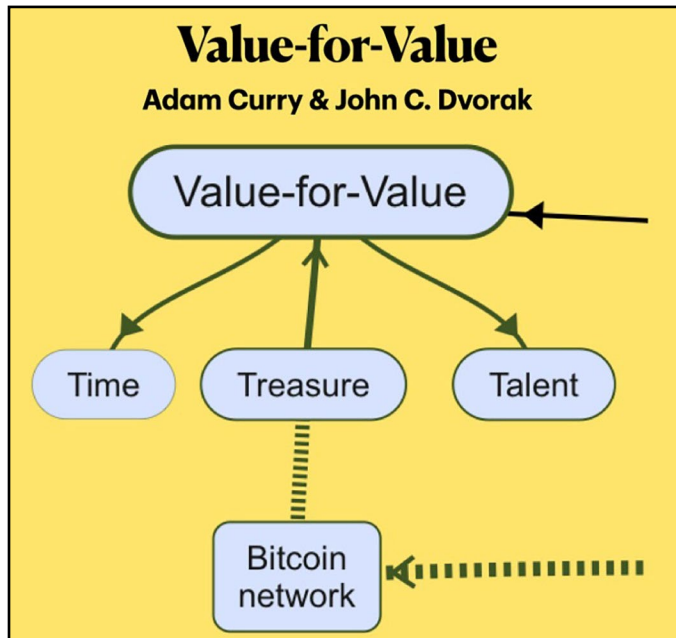 Value-for-Value
Adam Curry & John C. Dvorak
Value-for-Value
Time
Treasure
Talent
Bitcoin
network